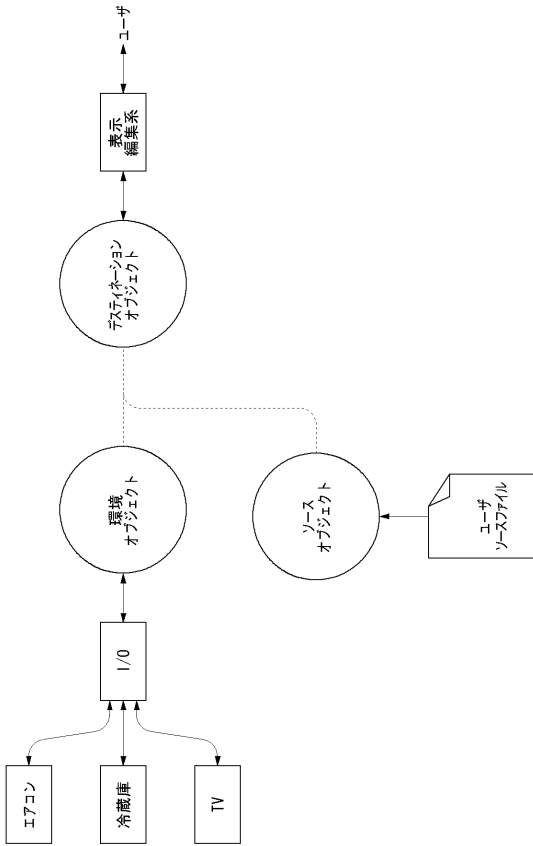 エアコン
冷蔵庫
TV
I/O
環境
オブジェクト
ソース
オブジェクト
ユーザ
ソースファイル
デスティネーション
オブジェクト
表示
編集系
ユーザ